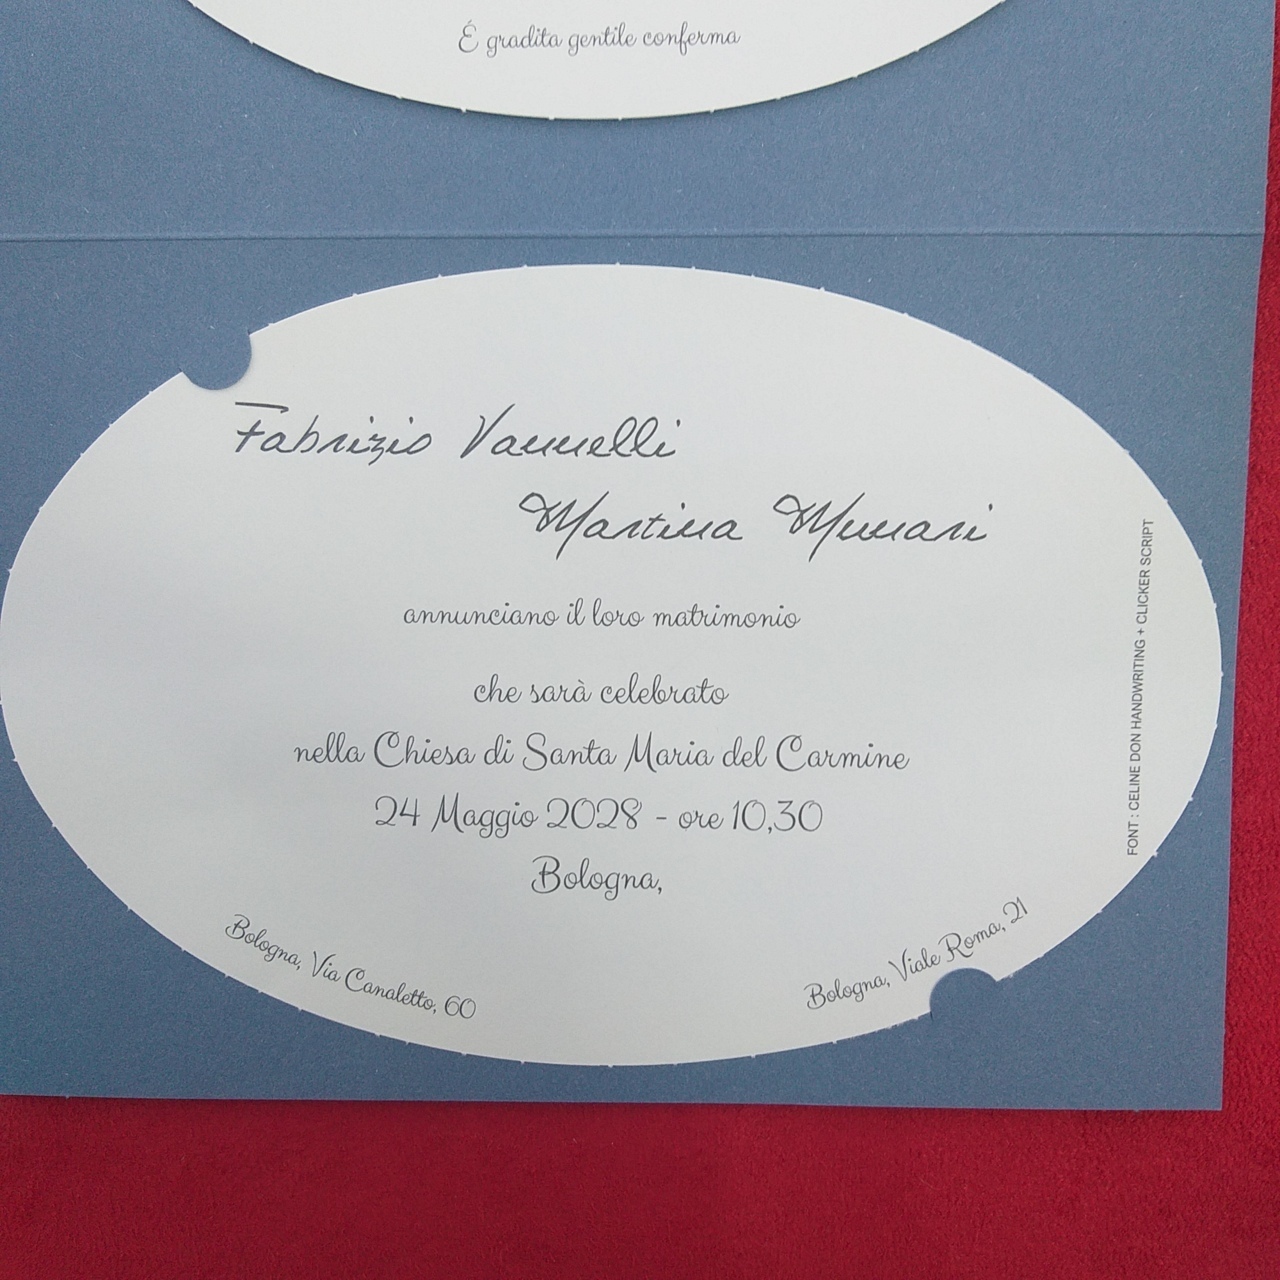 É gradita gentile conferma
Fabrizio Vannelli
Martina Munari
annunciano il loro matrimonio
che sarà celebrato
nella Chiesa di Santa Maria del Carmine
24 Maggio 2028 - ore 10,30
Bologna,
Bologna, Via Canaletto, 60
Bologna, Viale Roma, 21
FONT : CELINE DON HANDWRITING + CLICKER SCRIPT